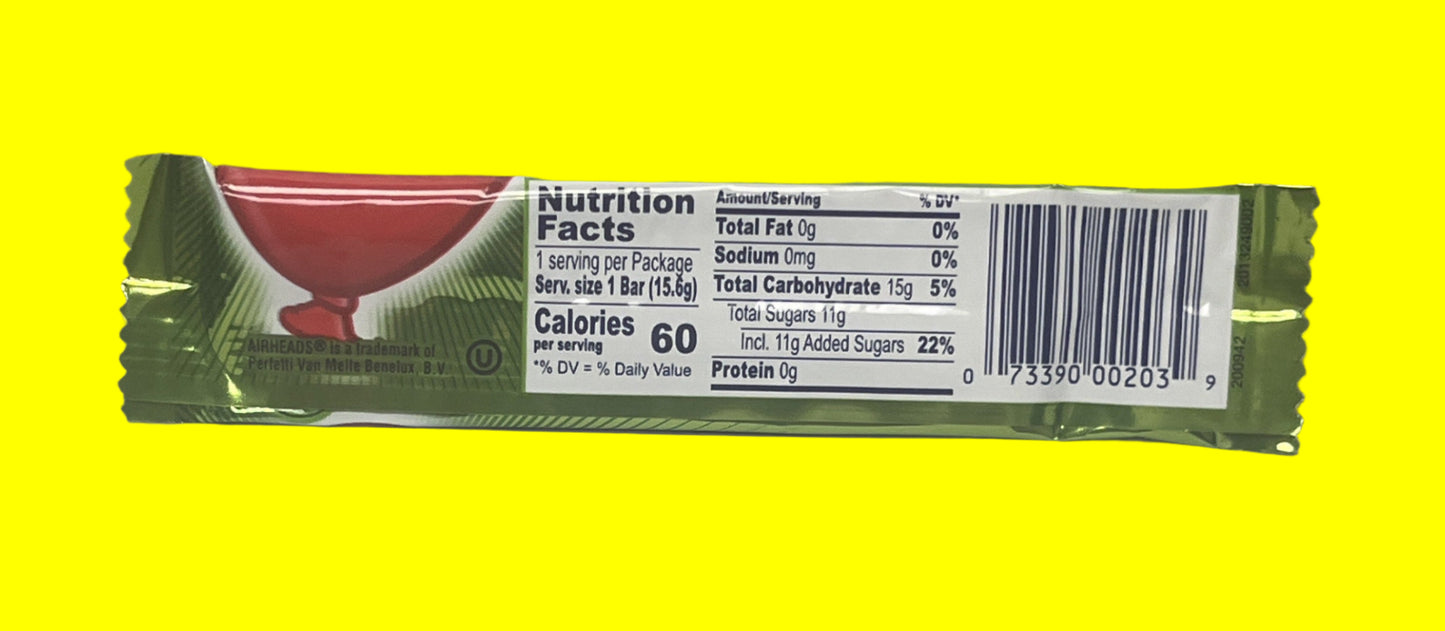 AIRHEADS® is a trademark of
Perfetti Van Melle Benelux B.V.
U
Nutrition
Facts
1 serving per Package
Serv. size 1 Bar (15.6g)
Calories 60
per serving
*% DV = % Daily Value
Amount/Serving % DV*
Total Fat 0g 0%
Sodium 0mg 0%
Total Carbohydrate 15g 5%
Total Sugars 11g
Incl. 11g Added Sugars 22%
Protein 0g
0 73390 00203 9
200942